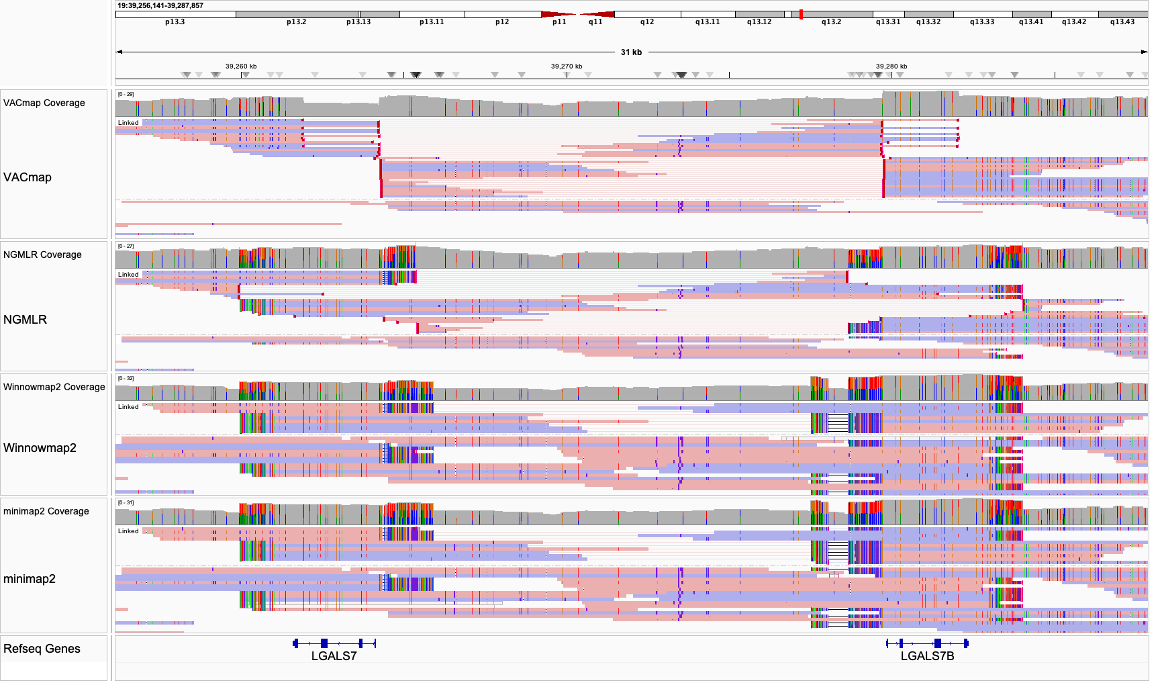 19:39,256,141-39,287,857
p13.3 p13.2 p13.13 p13.11 p12 p11 q11 q12 q13.11 q13.12 q13.2 q13.31 q13.32 q13.33 q13.41 q13.42 q13.43
31 kb
39,260 kb 39,270 kb 39,280 kb
VACmap Coverage
[0 - 28]
Linked
VACmap
NGMLR Coverage
[0 - 27]
Linked
NGMLR
Winnowmap2 Coverage
[0 - 32]
Linked
Winnowmap2
minimap2 Coverage
[0 - 31]
Linked
minimap2
Refseq Genes
LGALS7 LGALS7B